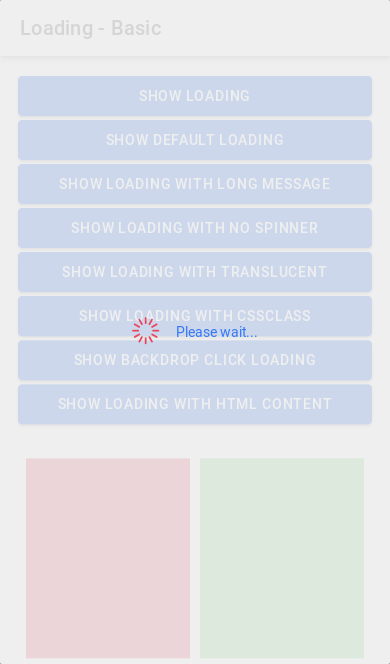 Loading - Basic
SHOW LOADING
SHOW DEFAULT LOADING
SHOW LOADING WITH LONG MESSAGE
SHOW LOADING WITH NO SPINNER
SHOW LOADING WITH TRANSLUCENT
SHOW LOADING WITH CSSCLASS
Please wait...
SHOW BACKDROP CLICK LOADING
SHOW LOADING WITH HTML CONTENT